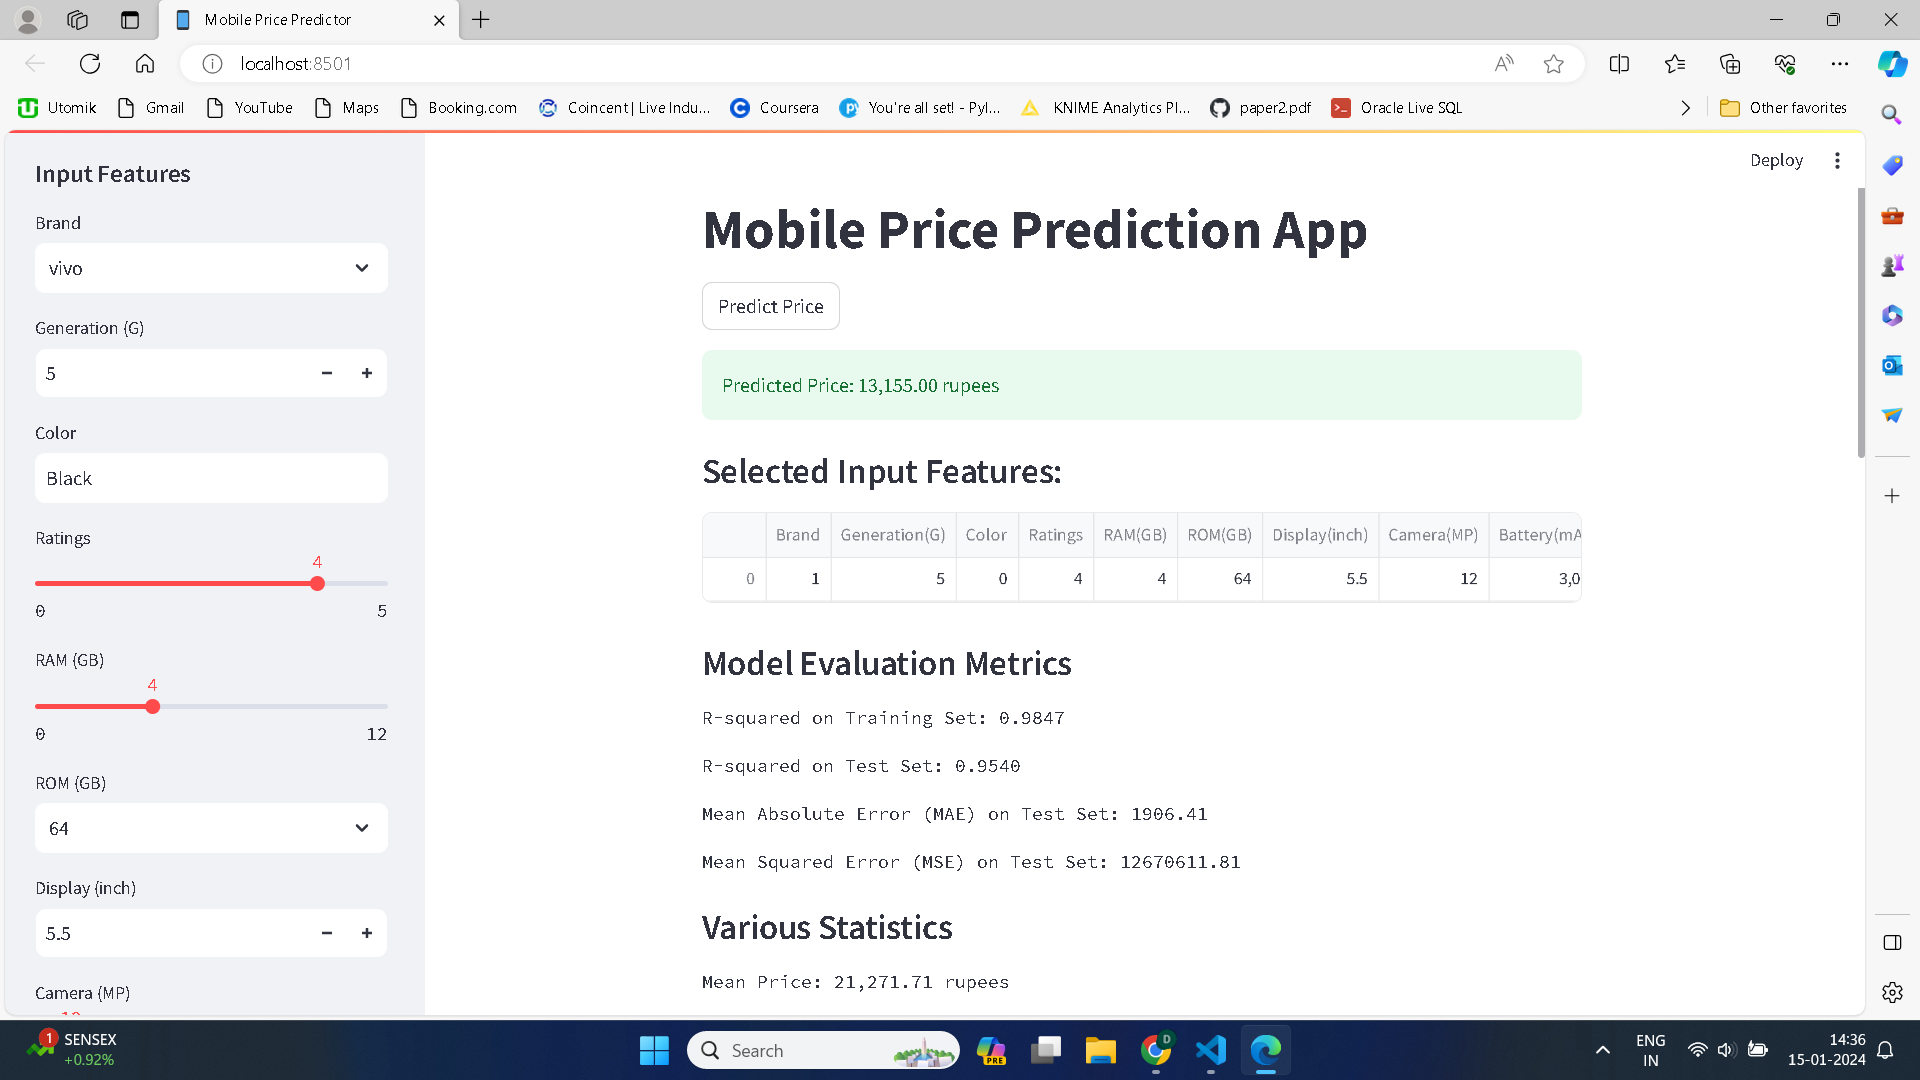 Mobile Price Predictor
localhost:8501
Utomik
Gmail
YouTube
Maps
Booking.com
Coincent | Live Indu...
Coursera
You're all set! - Pyl...
KNIME Analytics Pl...
paper2.pdf
Oracle Live SQL
Other favorites
Deploy
Input Features
Brand
vivo
Generation (G)
5
Color
Black
Ratings
4
0 5
RAM (GB)
4
0 12
ROM (GB)
64
Display (inch)
5.5
Camera (MP)
Mobile Price Prediction App
Predict Price
Predicted Price: 13,155.00 rupees
Selected Input Features:
Brand Generation(G) Color Ratings RAM(GB) ROM(GB) Display(inch) Camera(MP) Battery(mA
0 1 5 0 4 4 64 5.5 12 3,0
Model Evaluation Metrics
R-squared on Training Set: 0.9847
R-squared on Test Set: 0.9540
Mean Absolute Error (MAE) on Test Set: 1906.41
Mean Squared Error (MSE) on Test Set: 12670611.81
Various Statistics
Mean Price: 21,271.71 rupees
1
SENSEX
+0.92%
Search
PRE
D
ENG
IN
14:36
15-01-2024